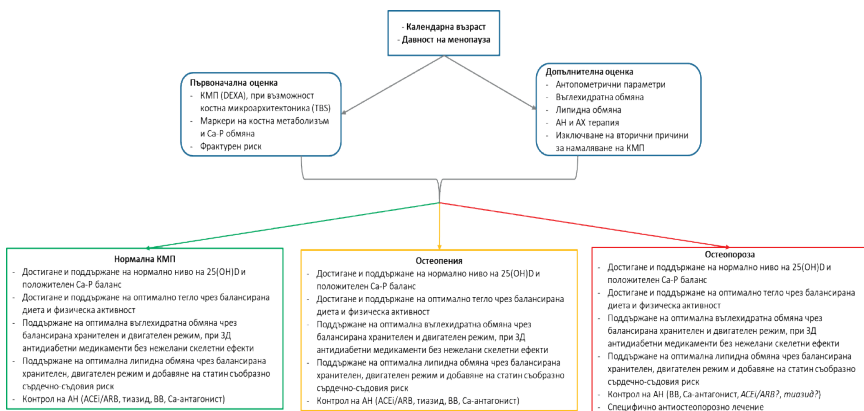 - Календарна възраст
- Давност на менопауза
Първоначална оценка
- КМП (DEXA), при възможност
костна микроархитектоника (TBS)
- Маркери на костна метаболизъм
и Ca-P обмяна
- Фрактурен риск
Допълнителна оценка
- Антопометрични параметри
- Въглехидратна обмяна
- Липидна обмяна
- АН и АХ терапия
- Изключване на вторични причини
за намаляване на КМП
Нормална КМП
- Достигане и поддържане на нормално ниво на 25(OH)D и
положителен Ca-P баланс
- Достигане и поддържане на оптимално тегло чрез балансирана
диета и физическа активност
- Поддържане на оптимална въглехидратна обмяна чрез
балансирана хранителен и двигателен режим, при ЗД
антидиабетни медикаменти без нежелани скелетни ефекти
- Поддържане на оптимална липидна обмяна чрез балансирана
хранителен, двигателен режим и добавяне на статин съобразно
сърдечно-съдовия риск
- Контрол на АН (ACEi/ARB, тиазид, BB, Ca-антагонист)
Остеопения
- Достигане и поддържане на нормално ниво на 25(OH)D и
положителен Ca-P баланс
- Достигане и поддържане на оптимално тегло чрез балансирана
диета и физическа активност
- Поддържане на оптимална въглехидратна обмяна чрез
балансирана хранителен и двигателен режим, при ЗД
антидиабетни медикаменти без нежелани скелетни ефекти
- Поддържане на оптимална липидна обмяна чрез балансирана
хранителен, двигателен режим и добавяне на статин съобразно
сърдечно-съдовия риск
- Контрол на АН (ACEi/ARB, тиазид, BB, Ca-антагонист)
Остеопороза
- Достигане и поддържане на нормално ниво на 25(OH)D и
положителен Ca-P баланс
- Достигане и поддържане на оптимално тегло чрез балансирана
диета и физическа активност
- Поддържане на оптимална въглехидратна обмяна чрез
балансирана хранителен и двигателен режим, при ЗД
антидиабетни медикаменти без нежелани скелетни ефекти
- Поддържане на оптимална липидна обмяна чрез балансирана
хранителен, двигателен режим и добавяне на статин съобразно
сърдечно-съдовия риск
- Контрол на АН (BB, Ca-антагонист, ACEi/ARB?, тиазид?)
- Специфично антиостеопорозно лечение